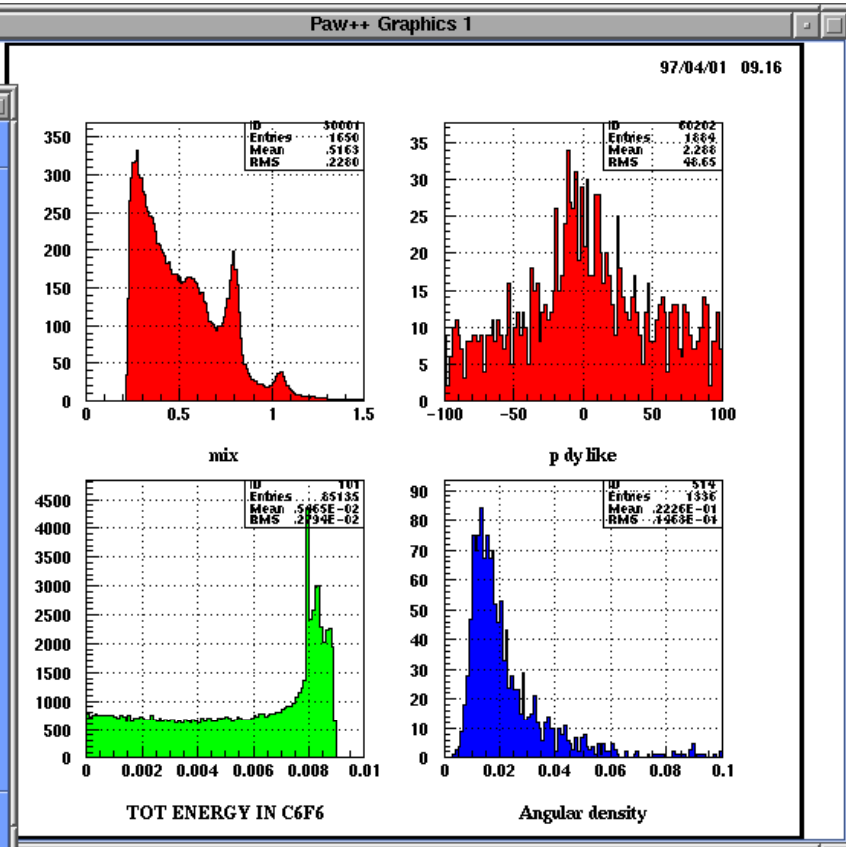 Paw++ Graphics 1
97/04/01 09.16
ID 30001
Entries 1650
Mean .5163
RMS .2280
350
300
250
200
150
100
50
0
0 0.5 1 1.5
mix
ID 60202
Entries 1884
Mean 2.288
RMS 48.65
35
30
25
20
15
10
5
0
-100 -50 0 50 100
p dy like
ID 101
Entries 85135
Mean
RMS
4500
4000
3500
3000
2500
2000
1500
1000
500
0
0 0.002 0.004 0.006 0.008 0.01
TOT ENERGY IN C6F6
ID 514
Entries 1336
Mean .2226E-01
RMS .1468E-01
90
80
70
60
50
40
30
20
10
0
0 0.02 0.04 0.06 0.08 0.1
Angular density